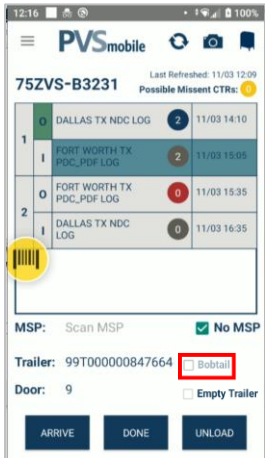 12:16 100%
PVSmobile
75ZVS-B3231 Last Refreshed: 11/03 12:09
Possible Missent CTRs: 0
1 O DALLAS TX NDC LOG 2 11/03 14:10
I FORT WORTH TX PDC_PDF LOG 2 11/03 15:05
2 O FORT WORTH TX PDC_PDF LOG 0 11/03 15:35
I DALLAS TX NDC LOG 0 11/03 16:35
MSP: Scan MSP No MSP
Trailer: 99T000000847664 Bobtail
Door: 9 Empty Trailer
ARRIVE DONE UNLOAD